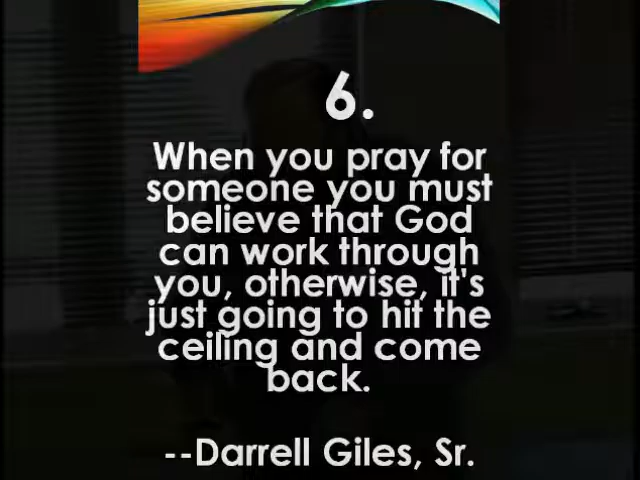 6.
When you pray for
someone you must
believe that God
can work through
you, otherwise, it's
just going to hit the
ceiling and come
back.
--Darrell Giles, Sr.